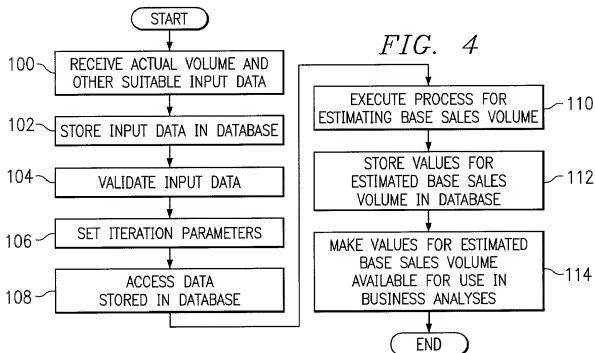 START
FIG. 4
100
RECEIVE ACTUAL VOLUME AND
OTHER SUITABLE INPUT DATA
102
STORE INPUT DATA IN DATABASE
104
VALIDATE INPUT DATA
106
SET ITERATION PARAMETERS
108
ACCESS DATA
STORED IN DATABASE
EXECUTE PROCESS FOR
ESTIMATING BASE SALES VOLUME
110
STORE VALUES FOR
ESTIMATED BASE SALES
VOLUME IN DATABASE
112
MAKE VALUES FOR ESTIMATED
BASE SALES VOLUME
AVAILABLE FOR USE IN
BUSINESS ANALYSES
114
END